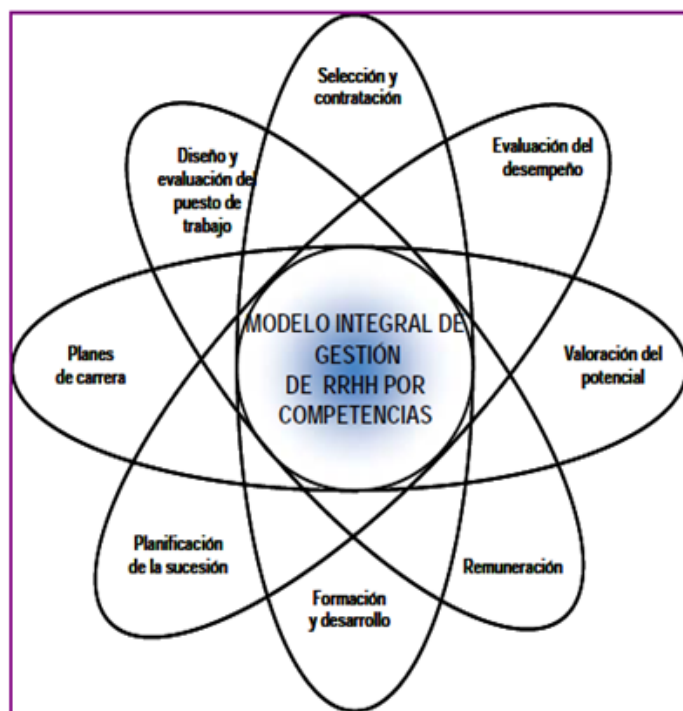 Selección y
contratación
Evaluación del
desempeño
Diseño y
evaluación del
puesto de
trabajo
MODELO INTEGRAL DE
GESTIÓN
DE RRHH POR
COMPETENCIAS
Planes
de carrera
Valoración del
potencial
Planificación
de la sucesión
Remuneración
Formación
y desarrollo